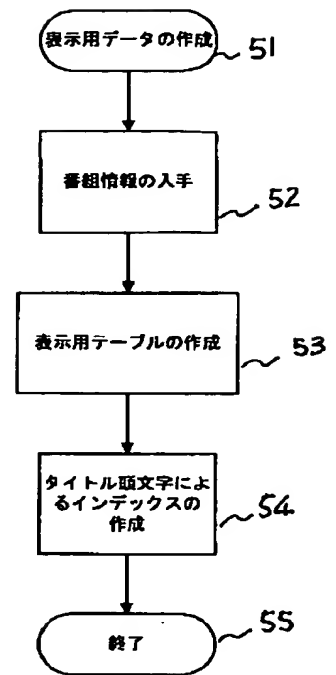 表示用データの作成
51
番組情報の入手
52
表示用テーブルの作成
53
タイトル頭文字によ
るインデックスの
作成
54
終了
55